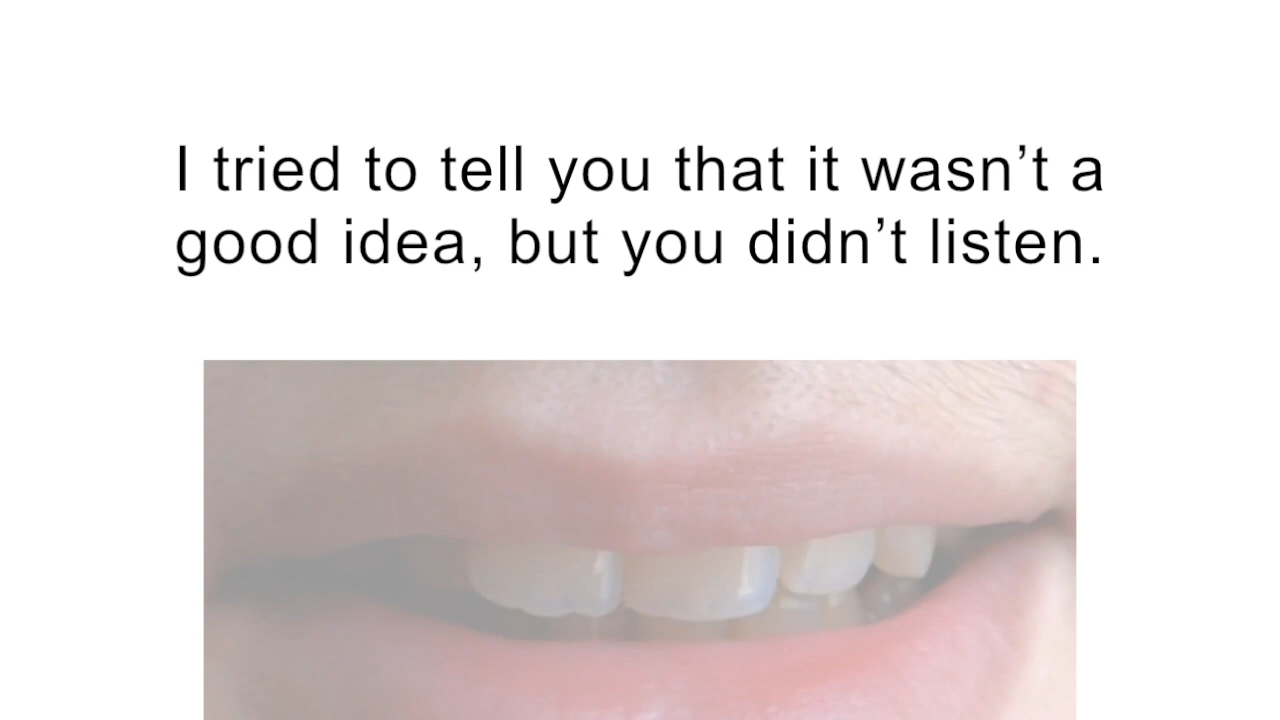 I tried to tell you that it wasn’t a
good idea, but you didn’t listen.